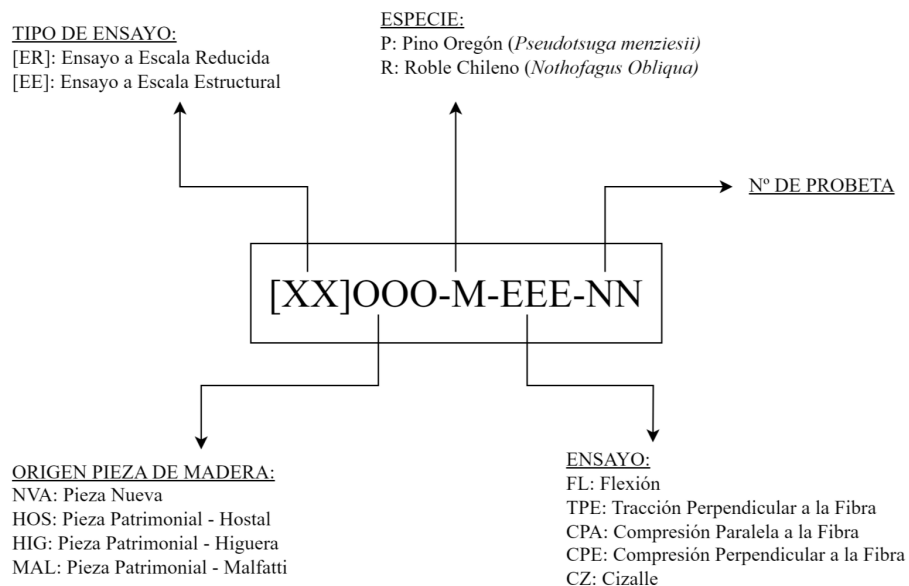 TIPO DE ENSAYO:
[ER]: Ensayo a Escala Reducida
[EE]: Ensayo a Escala Estructural
ESPECIE:
P: Pino Oregón (Pseudotsuga menziesii)
R: Roble Chileno (Nothofagus Obliqua)
Nº DE PROBETA
[XX]OOO-M-EEE-NN
ORIGEN PIEZA DE MADERA:
NVA: Pieza Nueva
HOS: Pieza Patrimonial - Hostal
HIG: Pieza Patrimonial - Higuera
MAL: Pieza Patrimonial - Malfatti
ENSAYO:
FL: Flexión
TPE: Tracción Perpendicular a la Fibra
CPA: Compresión Paralela a la Fibra
CPE: Compresión Perpendicular a la Fibra
CZ: Cizalle